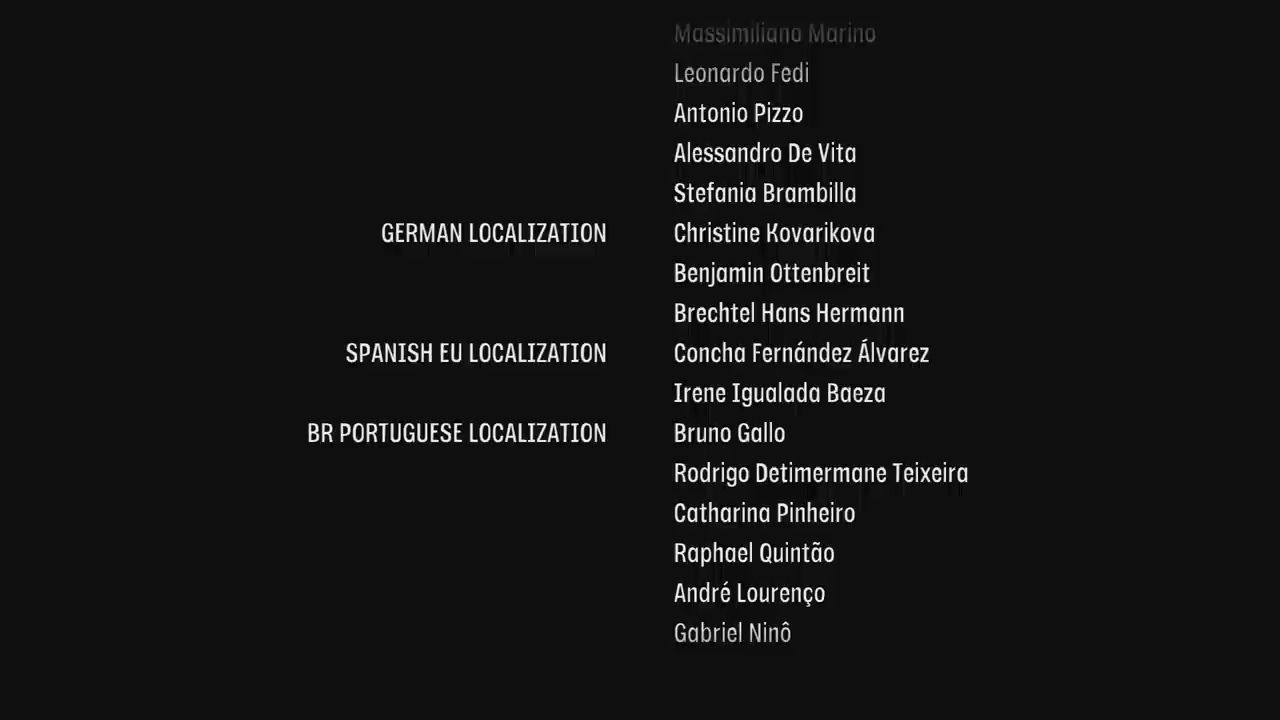 Massimiliano Marino
Leonardo Fedi
Antonio Pizzo
Alessandro De Vita
Stefania Brambilla
GERMAN LOCALIZATION Christine Kovarikova
Benjamin Ottenbreit
Brechtel Hans Hermann
SPANISH EU LOCALIZATION Concha Fernández Álvarez
Irene Igualada Baeza
BR PORTUGUESE LOCALIZATION Bruno Gallo
Rodrigo Detimermane Teixeira
Catharina Pinheiro
Raphael Quintão
André Lourenço
Gabriel Ninô